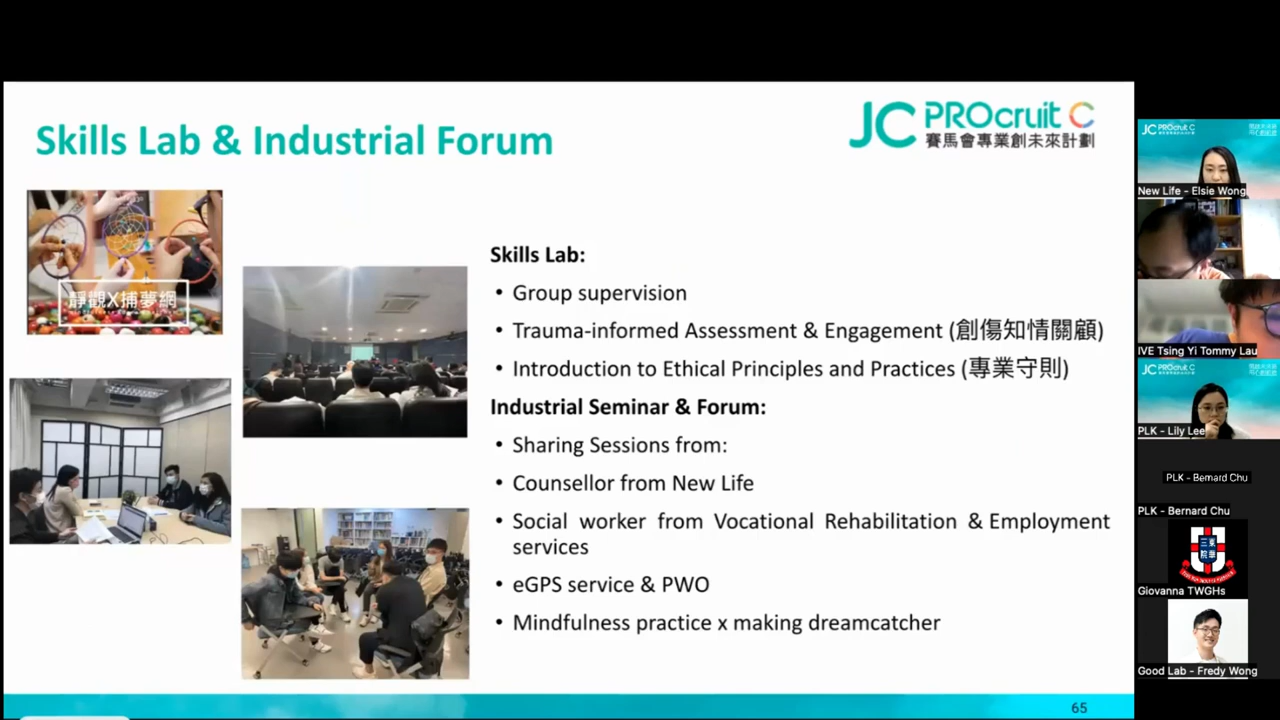 Skills Lab & Industrial Forum
JC PROcruit C
賽馬會專業創未來計劃
靜觀X捕夢網
Skills Lab:
• Group supervision
• Trauma-informed Assessment & Engagement (創傷知情關顧)
• Introduction to Ethical Principles and Practices (專業守則)
Industrial Seminar & Forum:
• Sharing Sessions from:
• Counsellor from New Life
• Social worker from Vocational Rehabilitation & Employment
services
• eGPS service & PWO
• Mindfulness practice x making dreamcatcher
65
JC PROcruit C
New Life - Elsie Wong
IVE Tsing Yi Tommy Lau
JC PROcruit C
PLK - Lily Lee
PLK - Bernard Chu
PLK - Bernard Chu
Giovanna TWGHs
Good Lab - Fredy Wong